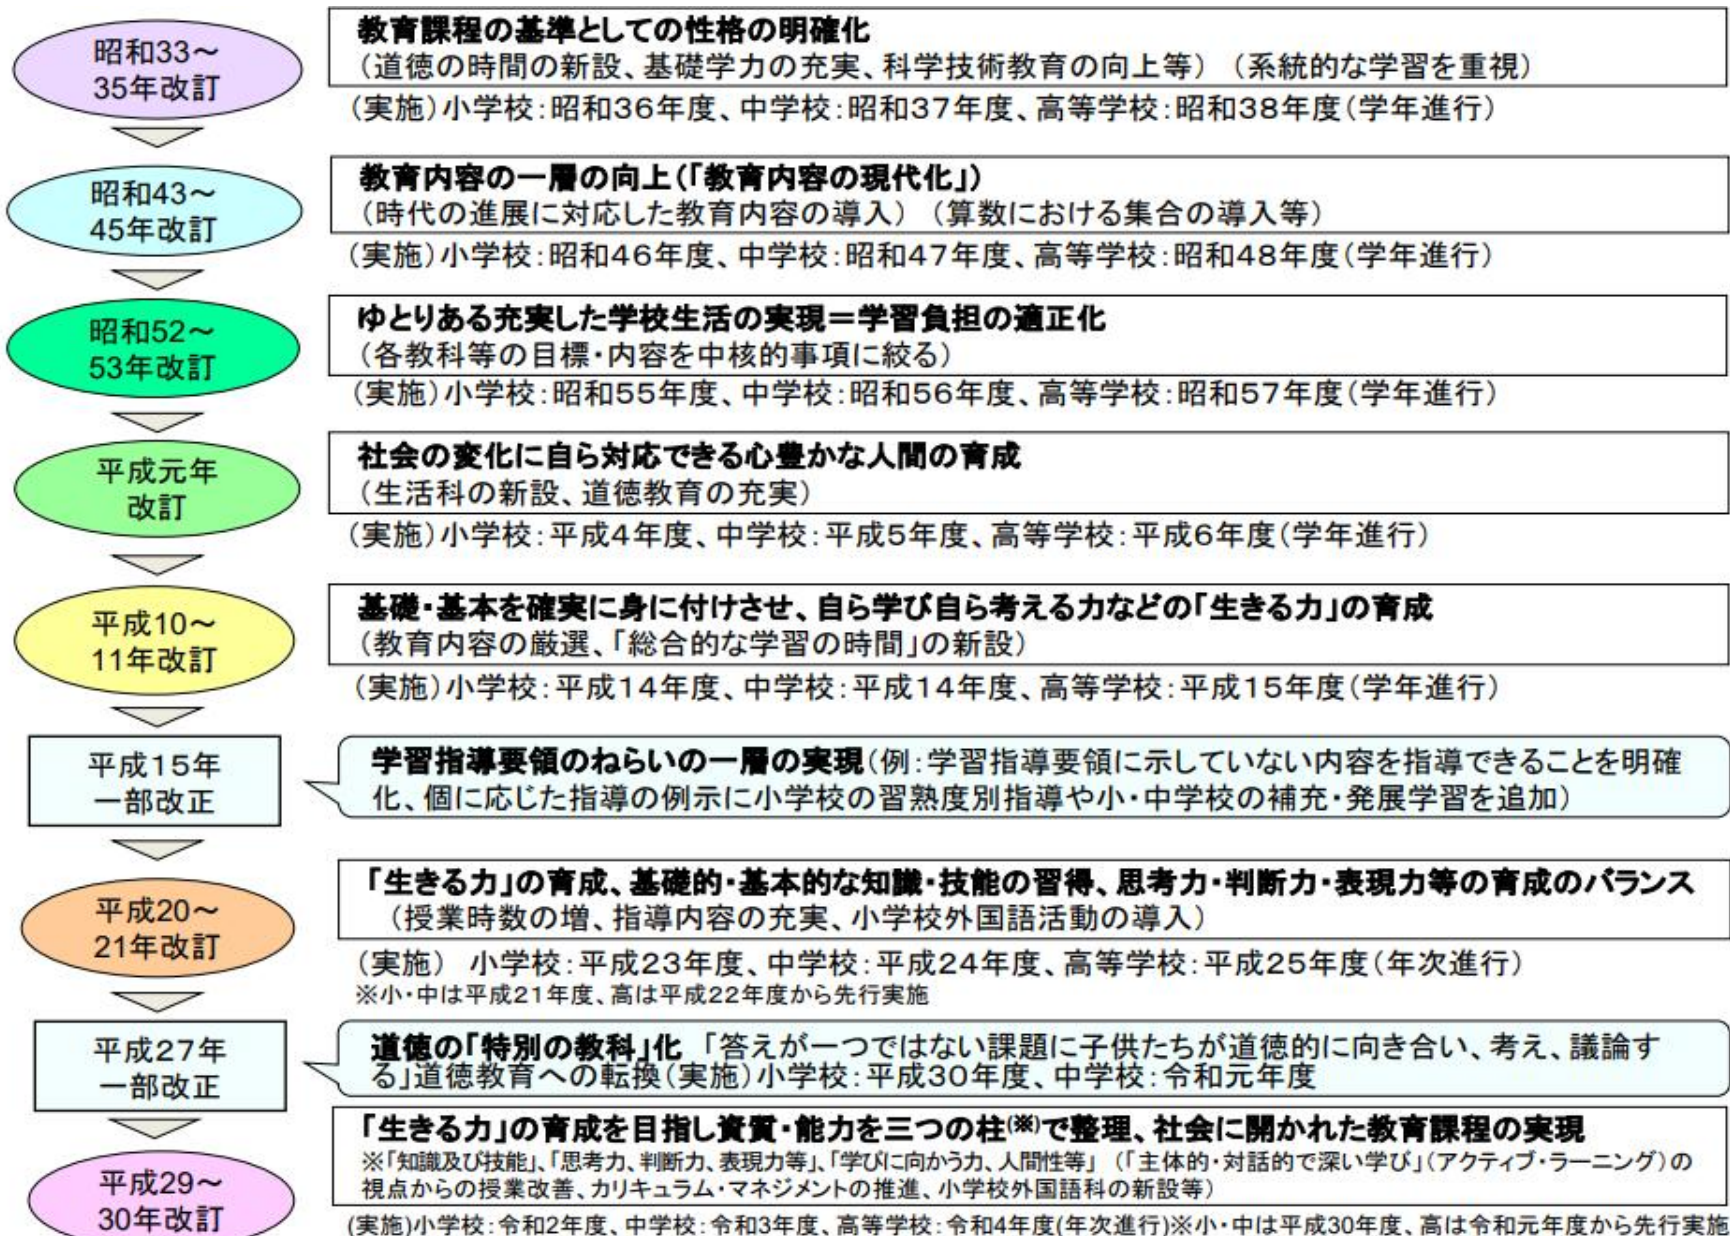 昭和33～
35年改訂
教育課程の基準としての性格の明確化
（道徳の時間の新設、基礎学力の充実、科学技術教育の向上等）（系統的な学習を重視）
（実施）小学校：昭和36年度、中学校：昭和37年度、高等学校：昭和38年度（学年進行）
昭和43～
45年改訂
教育内容の一層の向上（「教育内容の現代化」）
（時代の進展に対応した教育内容の導入）（算数における集合の導入等）
（実施）小学校：昭和46年度、中学校：昭和47年度、高等学校：昭和48年度（学年進行）
昭和52～
53年改訂
ゆとりある充実した学校生活の実現＝学習負担の適正化
（各教科等の目標・内容を中核的事項に絞る）
（実施）小学校：昭和55年度、中学校：昭和56年度、高等学校：昭和57年度（学年進行）
平成元年
改訂
社会の変化に自ら対応できる心豊かな人間の育成
（生活科の新設、道徳教育の充実）
（実施）小学校：平成4年度、中学校：平成5年度、高等学校：平成6年度（学年進行）
平成10～
11年改訂
基礎・基本を確実に身に付けさせ、自ら学び自ら考える力などの「生きる力」の育成
（教育内容の厳選、「総合的な学習の時間」の新設）
（実施）小学校：平成14年度、中学校：平成14年度、高等学校：平成15年度（学年進行）
平成15年
一部改正
学習指導要領のねらいの一層の実現（例：学習指導要領に示していない内容を指導できることを明確
化、個に応じた指導の例示に小学校の習熟度別指導や小・中学校の補充・発展学習を追加）
平成20～
21年改訂
「生きる力」の育成、基礎的・基本的な知識・技能の習得、思考力・判断力・表現力等の育成のバランス
（授業時数の増、指導内容の充実、小学校外国語活動の導入）
（実施） 小学校：平成23年度、中学校：平成24年度、高等学校：平成25年度（年次進行）
※小・中は平成21年度、高は平成22年度から先行実施
平成27年
一部改正
道徳の「特別の教科」化 「答えが一つではない課題に子供たちが道徳的に向き合い、考え、議論す
る」道徳教育への転換（実施）小学校：平成30年度、中学校：令和元年度
平成29～
30年改訂
「生きる力」の育成を目指し資質・能力を三つの柱(※)で整理、社会に開かれた教育課程の実現
※「知識及び技能」、「思考力、判断力、表現力等」、「学びに向かう力、人間性等」（「主体的・対話的で深い学び」（アクティブ・ラーニング）の
視点からの授業改善、カリキュラム・マネジメントの推進、小学校外国語科の新設等）
(実施)小学校：令和2年度、中学校：令和3年度、高等学校：令和4年度(年次進行)※小・中は平成30年度、高は令和元年度から先行実施